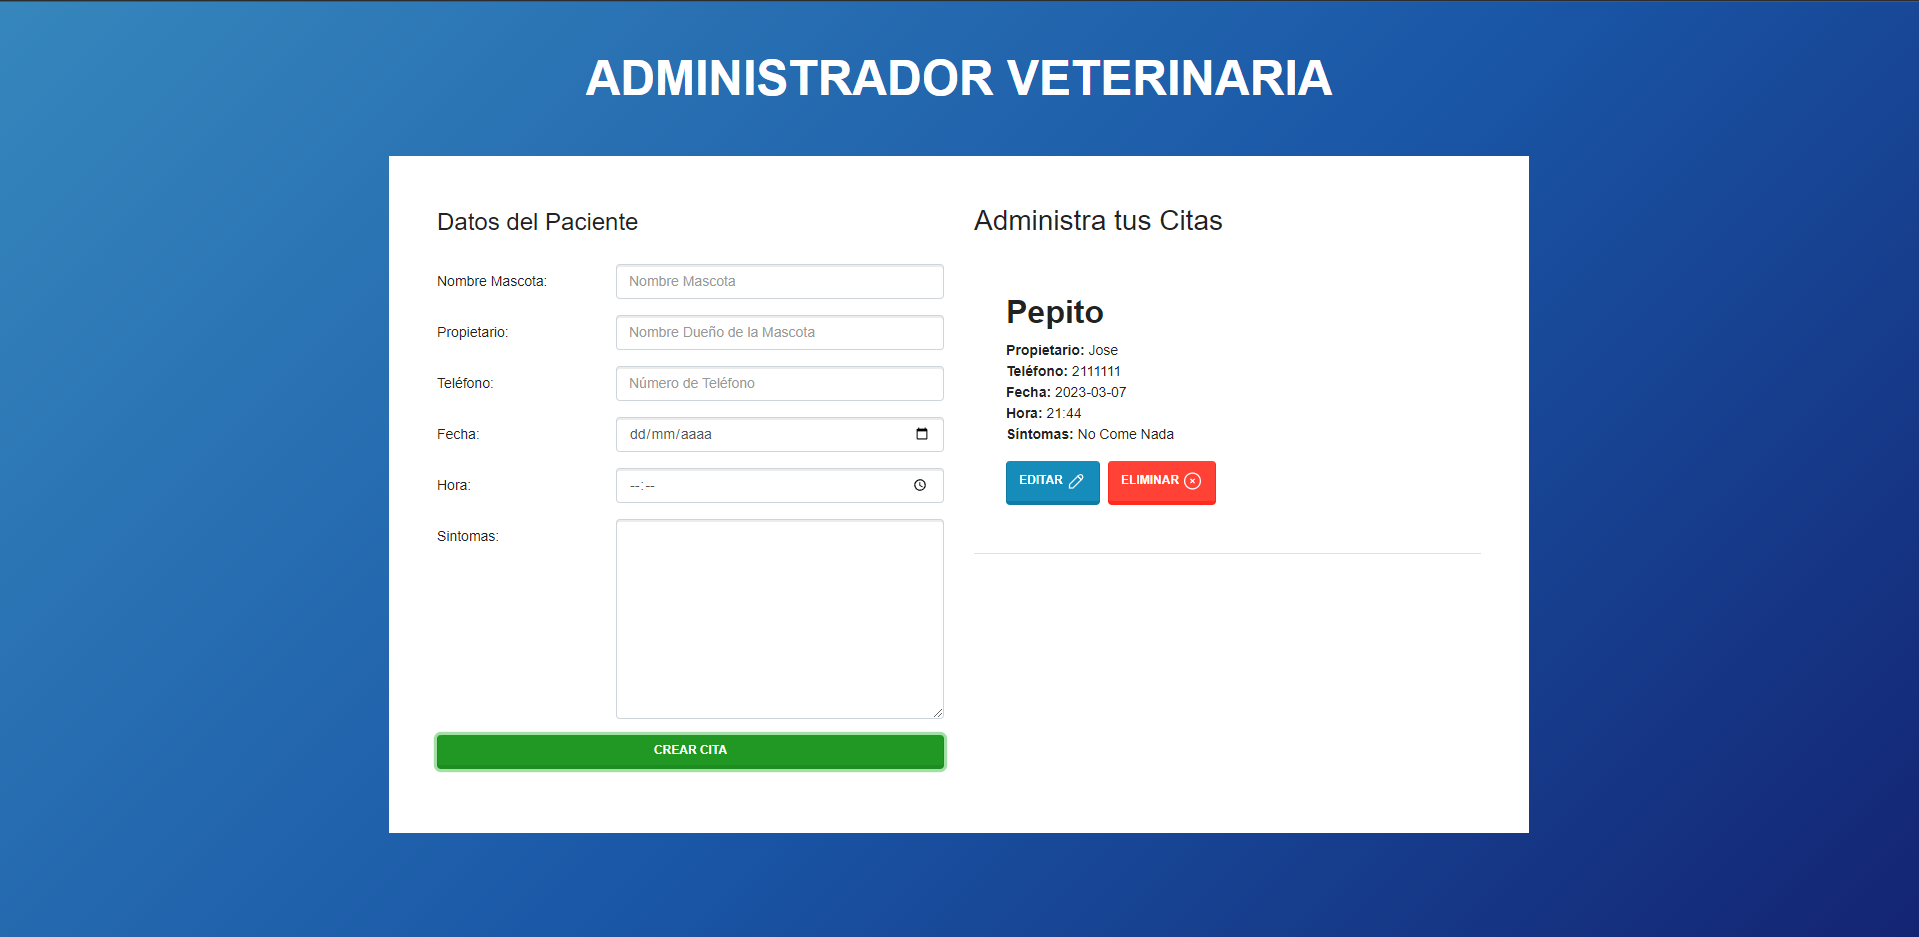 ADMINISTRADOR VETERINARIA
Datos del Paciente
Nombre Mascota:
Nombre Mascota
Propietario:
Nombre Dueño de la Mascota
Teléfono:
Número de Teléfono
Fecha:
dd/mm/aaaa
Hora:
--:--
Sintomas:
CREAR CITA
Administra tus Citas
Pepito
Propietario: Jose
Teléfono: 2111111
Fecha: 2023-03-07
Hora: 21:44
Síntomas: No Come Nada
EDITAR
ELIMINAR